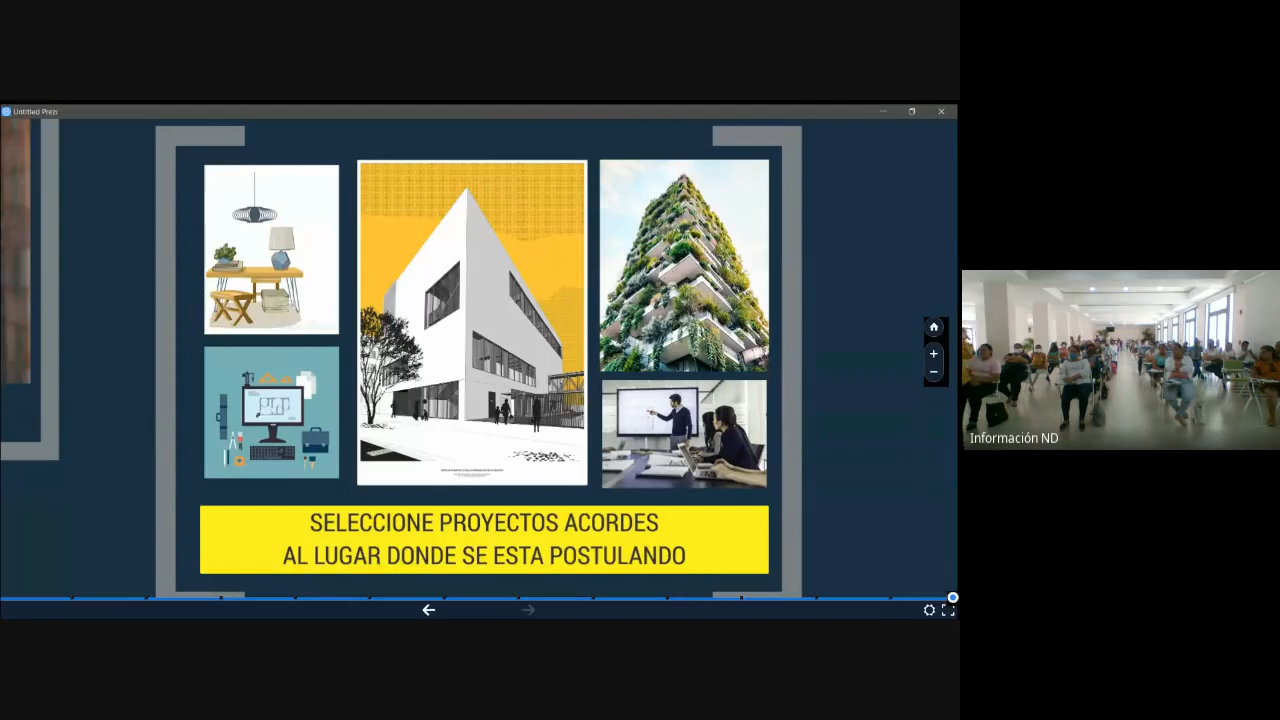 Untitled Prezi
SELECCIONE PROYECTOS ACORDES
AL LUGAR DONDE SE ESTA POSTULANDO
Información ND